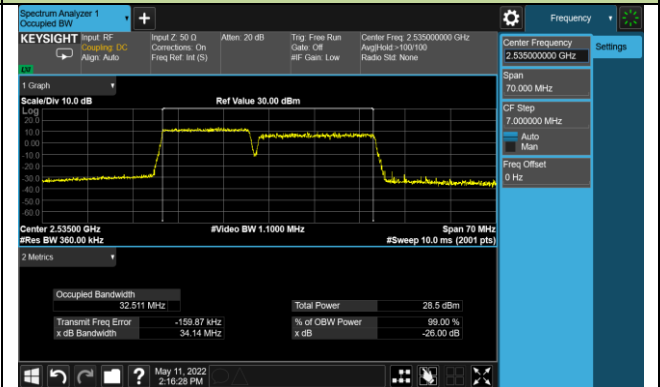 Spectrum Analyzer 1
Occupied BW
+
Frequency
KEYSIGHT
Input: RF
Coupling: DC
Align: Auto
Input Z: 50 Ω
Corrections: On
Freq Ref: Int (S)
Atten: 20 dB
Trig: Free Run
Gate: Off
#IF Gain: Low
Center Freq: 2.535000000 GHz
Avg|Hold:>100/100
Radio Std: None
Center Frequency
2.535000000 GHz
Settings
Span
70.000 MHz
CF Step
7.000000 MHz
Auto
Man
Freq Offset
0 Hz
1 Graph
Scale/Div 10.0 dB
Ref Value 30.00 dBm
Log
20.0
10.0
0.00
-10.0
-20.0
-30.0
-40.0
-50.0
-60.0
Center 2.53500 GHz
#Video BW 1.1000 MHz
Span 70 MHz
#Res BW 360.00 kHz
#Sweep 10.0 ms (2001 pts)
2 Metrics
Occupied Bandwidth
32.511 MHz
Total Power
28.5 dBm
Transmit Freq Error
-159.87 kHz
% of OBW Power
99.00 %
x dB Bandwidth
34.14 MHz
x dB
-26.00 dB
?
May 11, 2022
2:16:28 PM